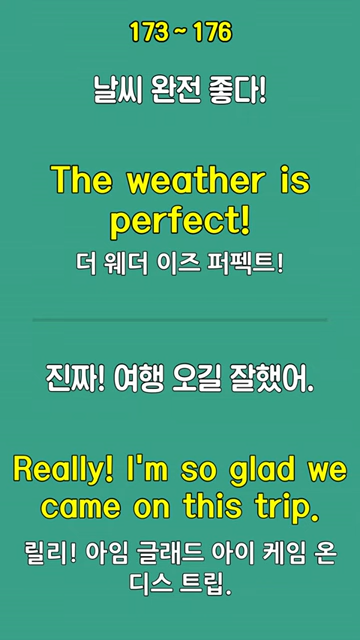 173 ~ 176
날씨 완전 좋다!
The weather is
perfect!
더 웨더 이즈 퍼펙트!
진짜! 여행 오길 잘했어.
Really! I'm so glad we
came on this trip.
릴리! 아임 글래드 아이 케임 온
디스 트립.